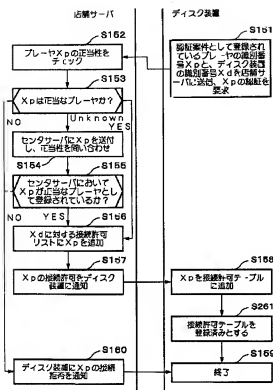 店舗サーバ
ディスク装置
S151
認証案件として登録され
ているプレーヤの識別番
号Xpと、ディスク装置
の識別番号Xdを店舗サ
ーバに送出、Xpの認証を
要求
S152
プレーヤXpの正当性を
チェック
S153
Xpは正当なプレーヤか?
NO
Unknown
YES
センタサーバにXpを送付
し、正当性を問い合わせ
S154
S155
センタサーバにおいて
Xpが正当なプレーヤとし
て登録されているか?
NO
YES
S156
Xdに対する接続許可
リストにXpを追加
S157
Xpの接続許可をディスク
装置に通知
S158
Xpを接続許可テーブル
に追加
S261
接続許可テーブルを
登録済みとする
S160
ディスク装置にXpの接続
拒否を通知
S159
終了